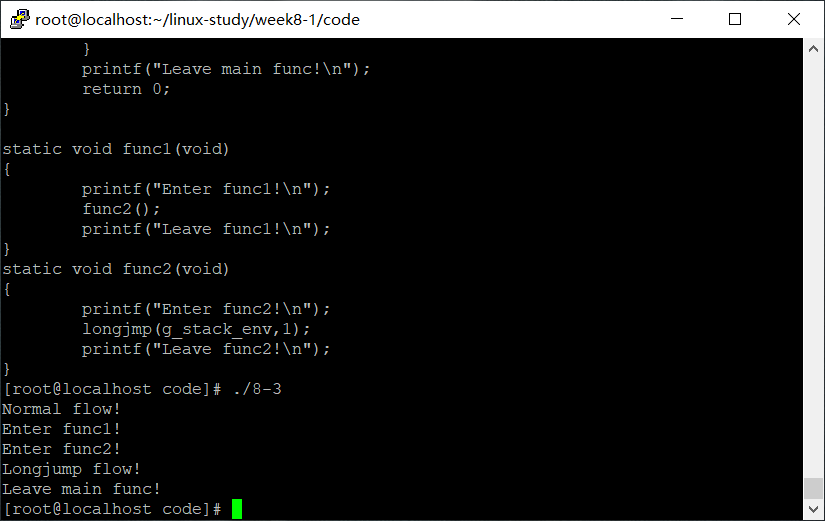 root@localhost:~/linux-study/week8-1/code
        }
        printf("Leave main func!\n");
        return 0;
}

static void func1(void)
{
        printf("Enter func1!\n");
        func2();
        printf("Leave func1!\n");
}
static void func2(void)
{
        printf("Enter func2!\n");
        longjmp(g_stack_env,1);
        printf("Leave func2!\n");
}
[root@localhost code]# ./8-3
Normal flow!
Enter func1!
Enter func2!
Longjump flow!
Leave main func!
[root@localhost code]#